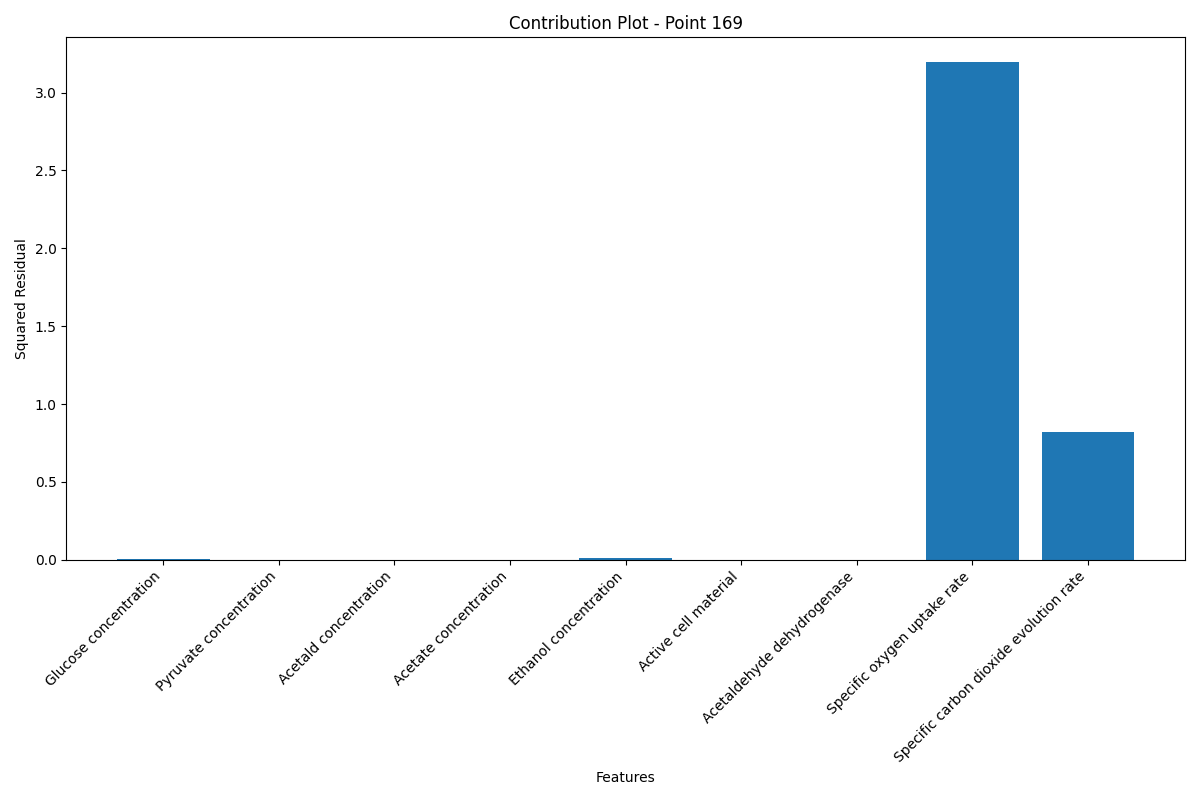 Contribution Plot - Point 169
Squared Residual
3.0
2.5
2.0
1.5
1.0
0.5
0.0
Glucose concentration
Pyruvate concentration
Acetald concentration
Acetate concentration
Ethanol concentration
Active cell material
Acetaldehyde dehydrogenase
Specific oxygen uptake rate
Specific carbon dioxide evolution rate
Features